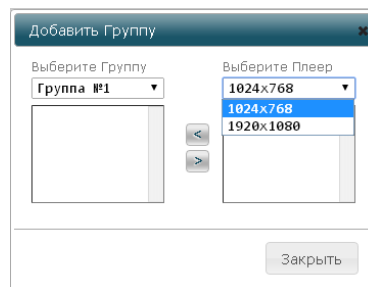 Добавить Группу
Выберите Группу Выберите Плеер
Группа №1 1024x768
1024x768
1920x1080
<
>
Закрыть